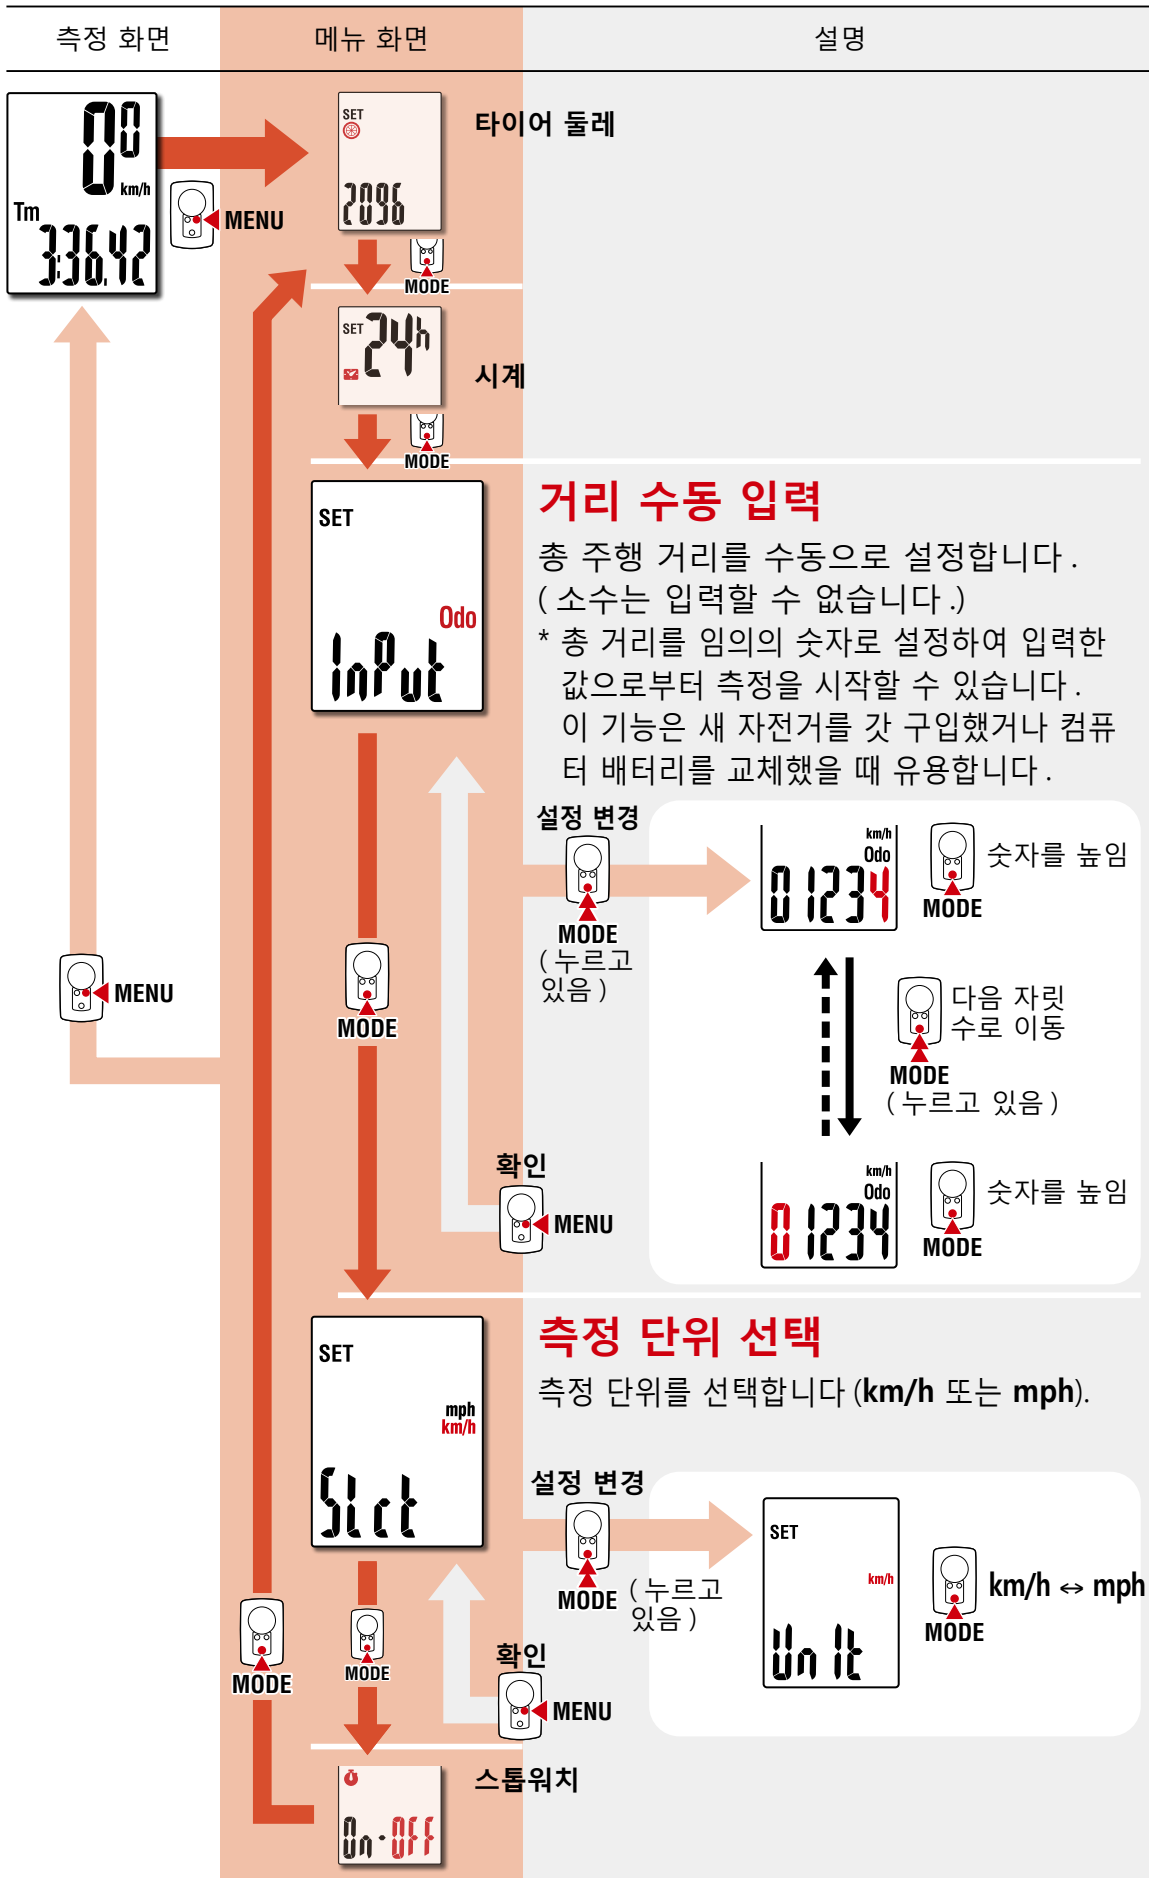 측정 화면
메뉴 화면
설명
0.0
km/h
Tm
3:36.42
MENU
SET
2096
타이어 둘레
MODE
SET
24h
시계
MODE
SET
Odo
InPut
거리 수동 입력
총 주행 거리를 수동으로 설정합니다.
(소수는 입력할 수 없습니다.)
* 총 거리를 임의의 숫자로 설정하여 입력한
값으로부터 측정을 시작할 수 있습니다.
이 기능은 새 자전거를 갓 구입했거나 컴퓨
터 배터리를 교체했을 때 유용합니다.
설정 변경
MODE
(누르고
있음)
km/h
Odo
01234
MODE
숫자를 높임
다음 자릿
수로 이동
MODE
(누르고 있음)
km/h
Odo
01234
MODE
숫자를 높임
MENU
MODE
확인
MENU
SET
mph
km/h
Slct
측정 단위 선택
측정 단위를 선택합니다(km/h 또는 mph).
설정 변경
MODE
(누르고
있음)
SET
km/h
Unit
MODE
km/h ↔ mph
MODE
MODE
확인
MENU
On-OFF
스톱워치